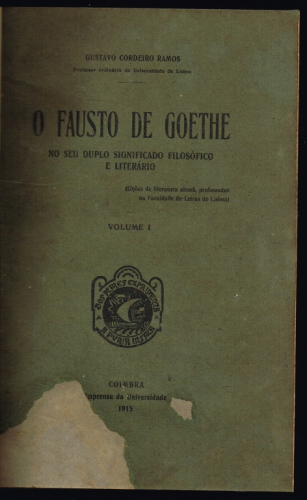 GUSTAVO CORDEIRO RAMOS
Professor ordinário da Universidade de Lisboa
O FAUSTO DE GOETHE
NO SEU DUPLO SIGNIFICADO FILOSÓFICO
E LITERÁRIO
(Lições de literatura alemã, professadas
na Faculdade de Letras de Lisboa)
VOLUME I
COIMBRA
Imprensa da Universidade
1915